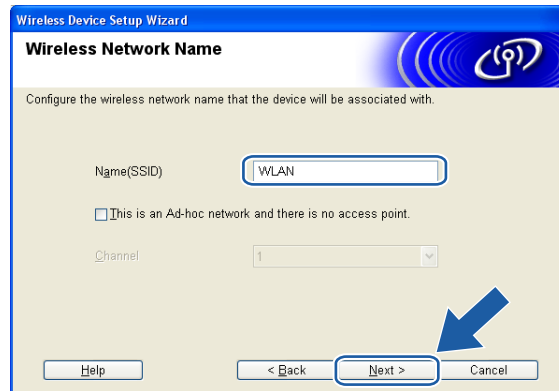 Wireless Device Setup Wizard
Wireless Network Name
Configure the wireless network name that the device will be associated with.
Name(SSID) WLAN
This is an Ad-hoc network and there is no access point.
Channel 1
Help < Back Next > Cancel